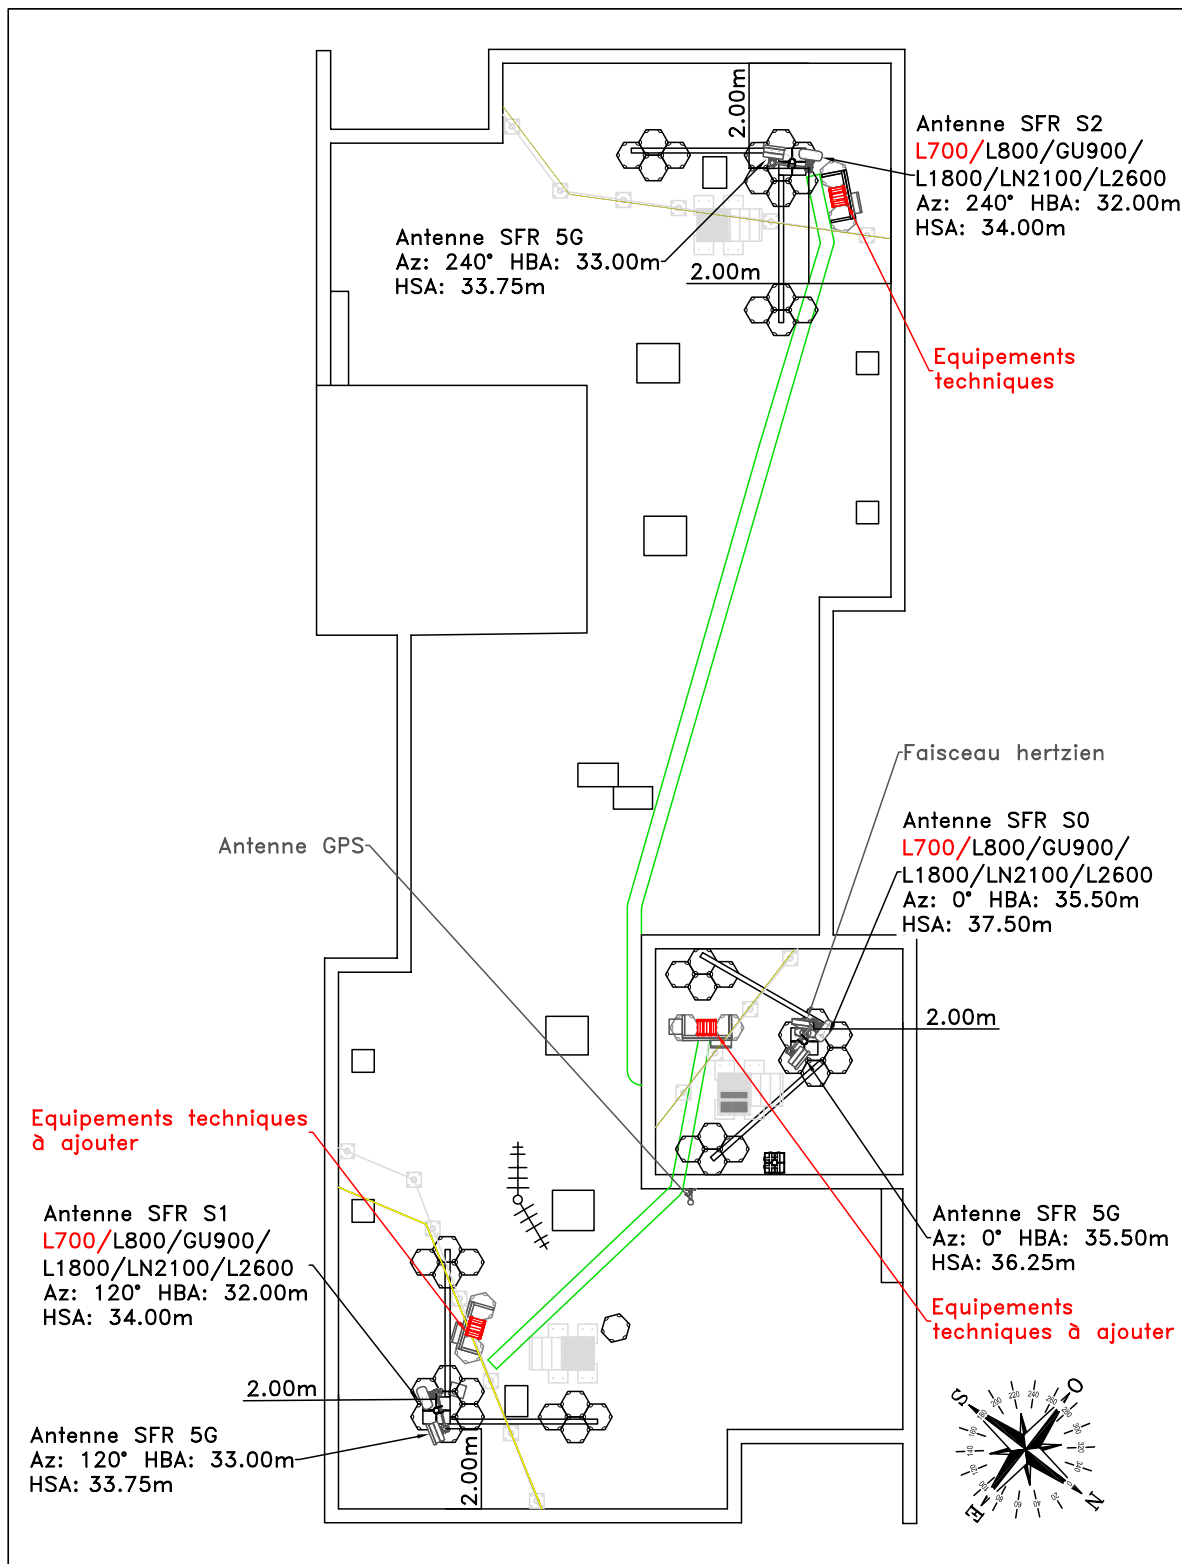 2.00m
Antenne SFR S2
L700/L800/GU900/
L1800/LN2100/L2600
Az: 240° HBA: 32.00m
HSA: 34.00m
Antenne SFR 5G
Az: 240° HBA: 33.00m
HSA: 33.75m
2.00m
Equipements
techniques
Faisceau hertzien
Antenne GPS
Antenne SFR S0
L700/L800/GU900/
L1800/LN2100/L2600
Az: 0° HBA: 35.50m
HSA: 37.50m
2.00m
Equipements techniques
à ajouter
Antenne SFR S1
L700/L800/GU900/
L1800/LN2100/L2600
Az: 120° HBA: 32.00m
HSA: 34.00m
Antenne SFR 5G
Az: 0° HBA: 35.50m
HSA: 36.25m
Equipements
techniques à ajouter
2.00m
Antenne SFR 5G
Az: 120° HBA: 33.00m
HSA: 33.75m
2.00m
S
O
E
N